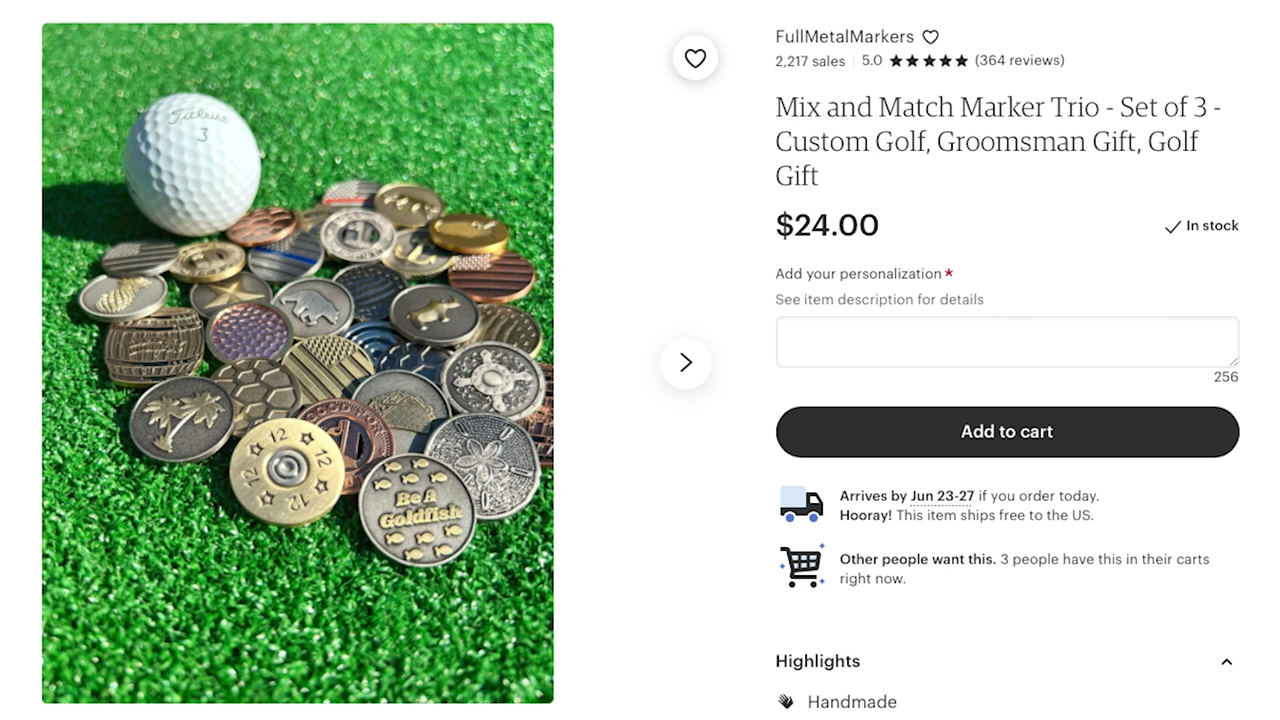 FullMetalMarkers
2,217 sales 5.0 (364 reviews)
Mix and Match Marker Trio - Set of 3 -
Custom Golf, Groomsman Gift, Golf
Gift
$24.00
In stock
Add your personalization *
See item description for details
256
Add to cart
Arrives by Jun 23-27 if you order today.
Hooray! This item ships free to the US.
Other people want this. 3 people have this in their carts
right now.
Highlights
Handmade
Titleist
3
12
12
12
12
Be A
Goldfish